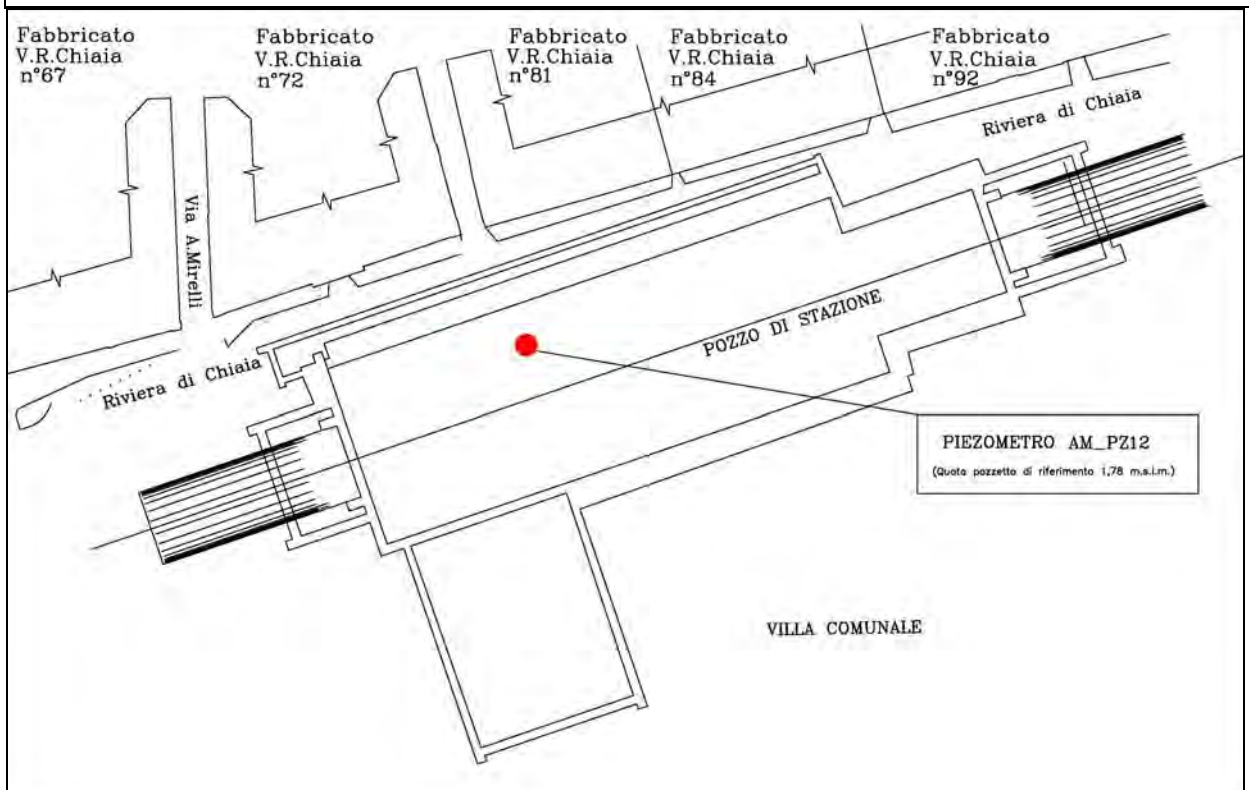 Fabbricato
V.R.Chiaia
n°67
Fabbricato
V.R.Chiaia
n°72
Fabbricato
V.R.Chiaia
n°81
Fabbricato
V.R.Chiaia
n°84
Fabbricato
V.R.Chiaia
n°92
Riviera di Chiaia
Via A.Mirelli
POZZO DI STAZIONE
Riviera di Chiaia
PIEZOMETRO AM_PZ12
(Quota pozzetto di riferimento 1,78 m.s.l.m.)
VILLA COMUNALE